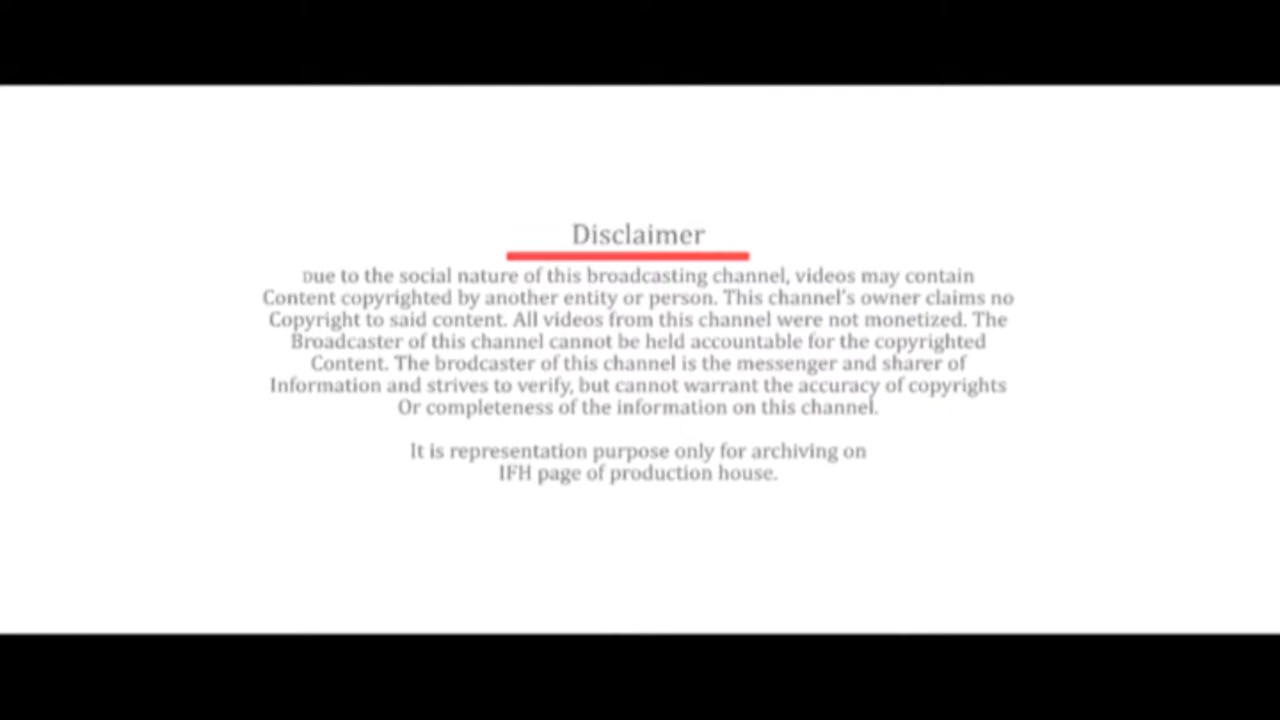 Disclaimer
Due to the social nature of this broadcasting channel, videos may contain
Content copyrighted by another entity or person. This channel's owner claims no
Copyright to said content. All videos from this channel were not monetized. The
Broadcaster of this channel cannot be held accountable for the copyrighted
Content. The brodcaster of this channel is the messenger and sharer of
Information and strives to verify, but cannot warrant the accuracy of copyrights
Or completeness of the information on this channel.
It is representation purpose only for archiving on
IFH page of production house.